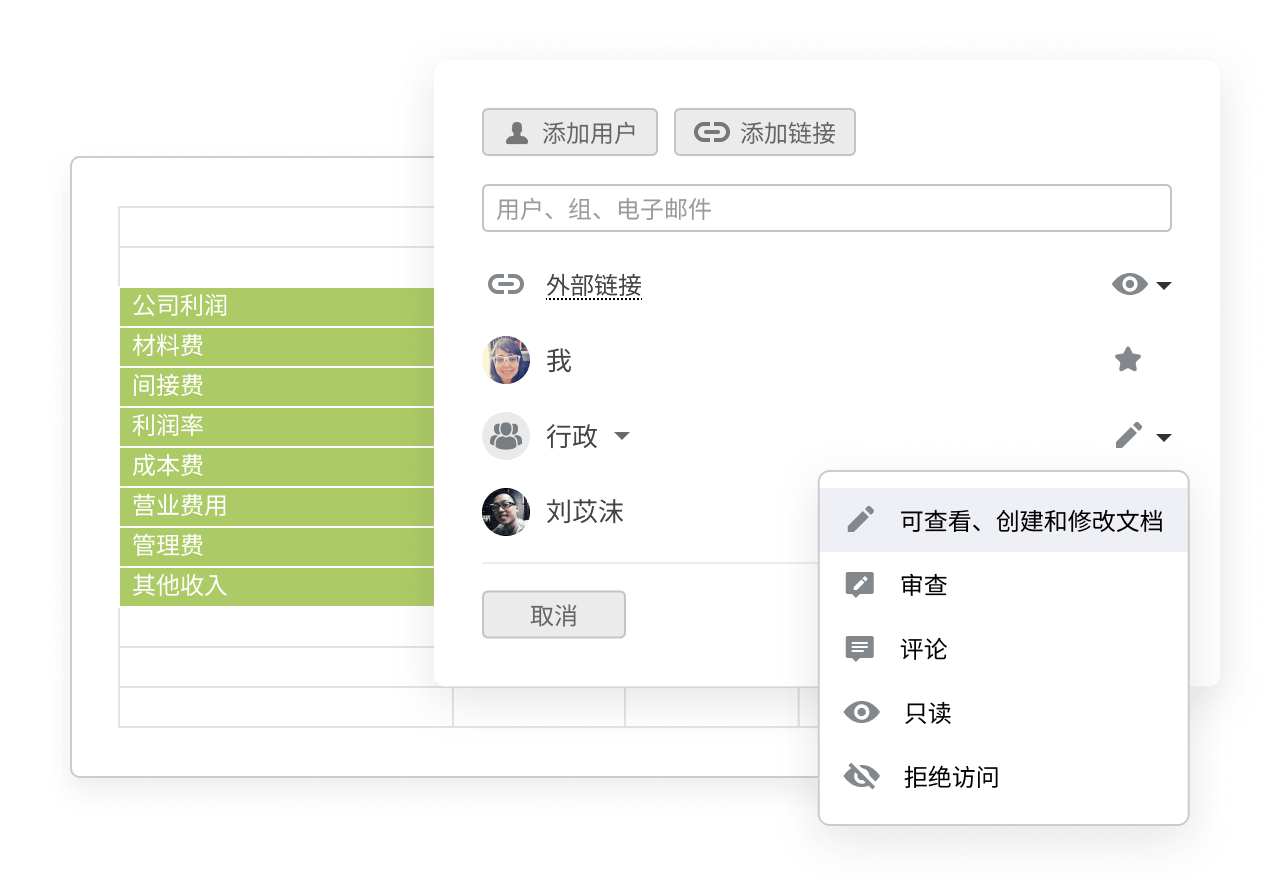 添加用户
添加链接
用户、组、电子邮件
外部链接
我
行政
刘苡沫
取消
可查看、创建和修改文档
审查
评论
只读
拒绝访问
公司利润
材料费
间接费
利润率
成本费
营业费用
管理费
其他收入